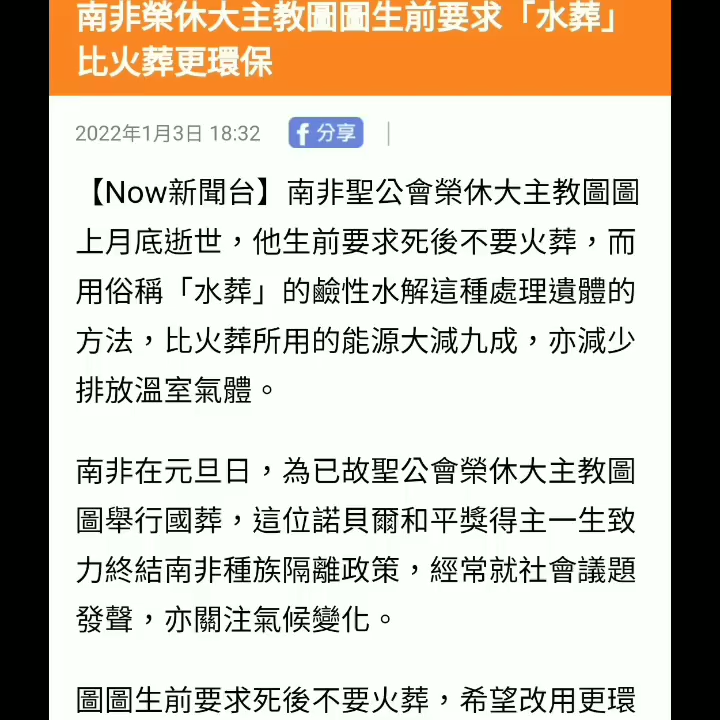 南非榮休大主教圖圖生前要求「水葬」
比火葬更環保
2022年1月3日 18:32 f 分享
【Now新聞台】南非聖公會榮休大主教圖圖
上月底逝世，他生前要求死後不要火葬，而
用俗稱「水葬」的鹼性水解這種處理遺體的
方法，比火葬所用的能源大減九成，亦減少
排放溫室氣體。
南非在元旦日，為已故聖公會榮休大主教圖
圖舉行國葬，這位諾貝爾和平獎得主一生致
力終結南非種族隔離政策，經常就社會議題
發聲，亦關注氣候變化。
圖圖生前要求死後不要火葬，希望改用更環